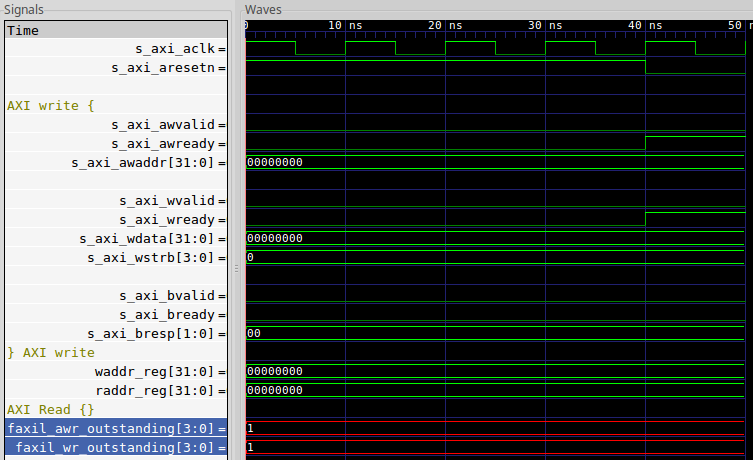 Signals
Waves
Time
0 10 ns 20 ns 30 ns 40 ns 50 n
s_axi_aclk =
s_axi_aresetn =
AXI write {
s_axi_awvalid =
s_axi_awready =
s_axi_awaddr[31:0] = 00000000
s_axi_wvalid =
s_axi_wready =
s_axi_wdata[31:0] = 00000000
s_axi_wstrb[3:0] = 0
s_axi_bvalid =
s_axi_bready =
s_axi_bresp[1:0] = 00
} AXI write
waddr_reg[31:0] = 00000000
raddr_reg[31:0] = 00000000
AXI Read {}
faxil_awr_outstanding[3:0] = 1
faxil_wr_outstanding[3:0] = 1